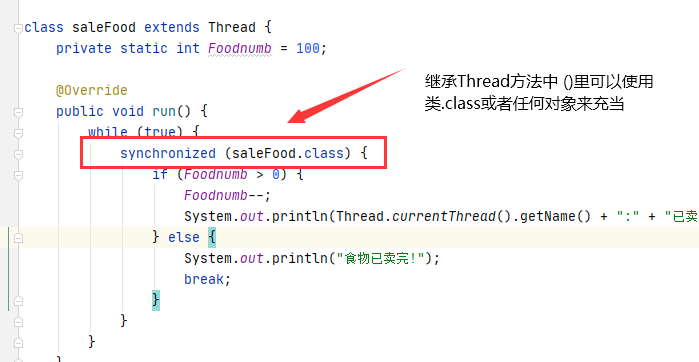 class saleFood extends Thread {
private static int Foodnumb = 100;
继承Thread方法中 ()里可以使用
类.class或者任何对象来充当
@Override
public void run() {
while (true) {
synchronized (saleFood.class) {
if (Foodnumb > 0) {
Foodnumb--;
System.out.println(Thread.currentThread().getName() + ":" + "已卖
} else {
System.out.println("食物已卖完!");
break;
}
}
}
}